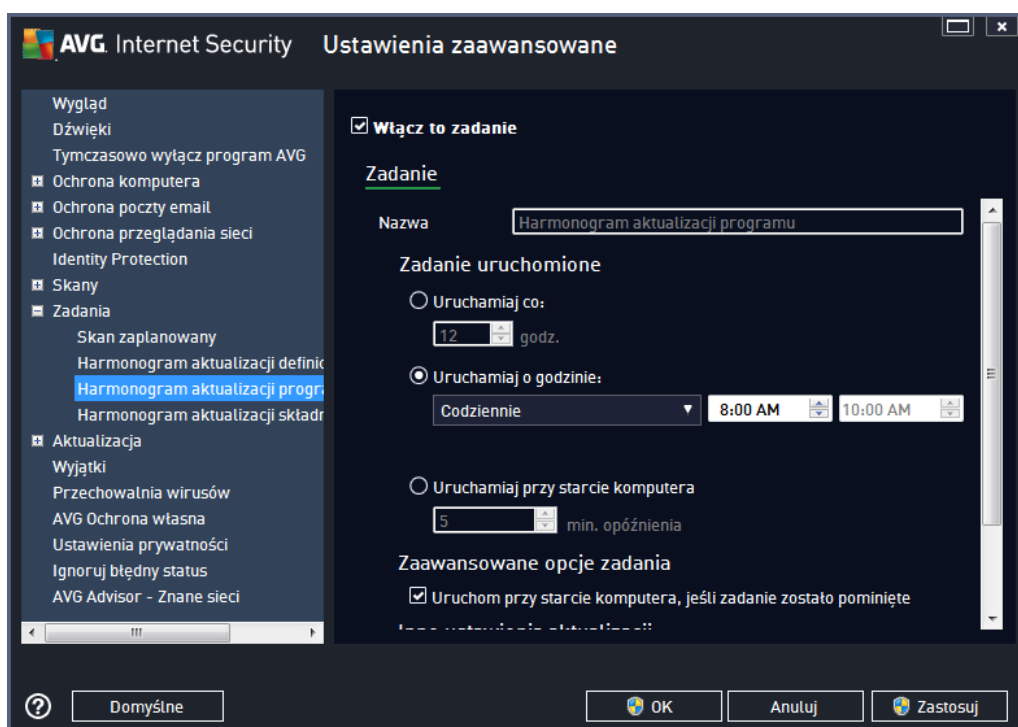 AVG. Internet Security Ustawienia zaawansowane
Wygląd
Dźwięki
Tymczasowo wyłącz program AVG
Ochrona komputera
Ochrona poczty email
Ochrona przeglądania sieci
Identity Protection
Skany
Zadania
Skan zaplanowany
Harmonogram aktualizacji definic
Harmonogram aktualizacji progra
Harmonogram aktualizacji składr
Aktualizacja
Wyjątki
Przechowalnia wirusów
AVG Ochrona własna
Ustawienia prywatności
Ignoruj błędny status
AVG Advisor - Znane sieci
Włącz to zadanie
Zadanie
Nazwa Harmonogram aktualizacji programu
Zadanie uruchomione
Uruchamiaj co:
12 godz.
Uruchamiaj o godzinie:
Codziennie 8:00 AM 10:00 AM
Uruchamiaj przy starcie komputera
5 min. opóźnienia
Zaawansowane opcje zadania
Uruchom przy starcie komputera, jeśli zadanie zostało pominięte
Inne ustawienia aktualizacji
? Domyślne OK Anuluj Zastosuj